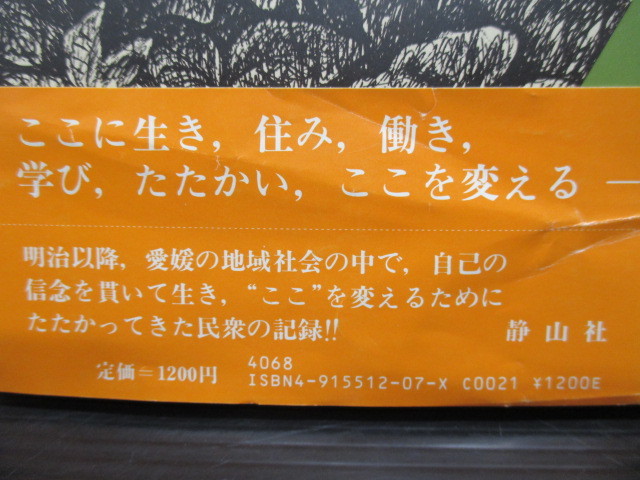 ここに生き，住み，働き，
学び，たたかい，ここを変える —
明治以降，愛媛の地域社会の中で，自己の
信念を貫いて生き，“ここ”を変えるために
たたかってきた民衆の記録!!　静山社
定価＝1200円
4068
ISBN4-915512-07-X C0021 ¥1200E